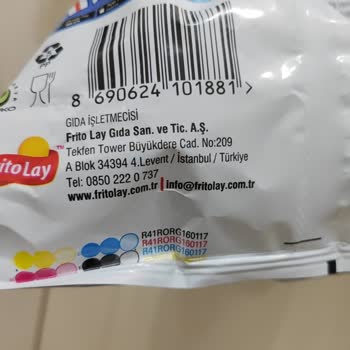 8 690624 101881 >
GIDA İŞLETMECİSİ
Frito Lay Gıda San. ve Tic. A.Ş.
Tekfen Tower Büyükdere Cad. No:209
A Blok 34394 4.Levent / İstanbul / Türkiye
Tel: 0850 222 0 737
www.fritolay.com.tr | info@fritolay.com.tr
ritoLay™
R41RORG160117
R41RORG160117
R41RORG160117